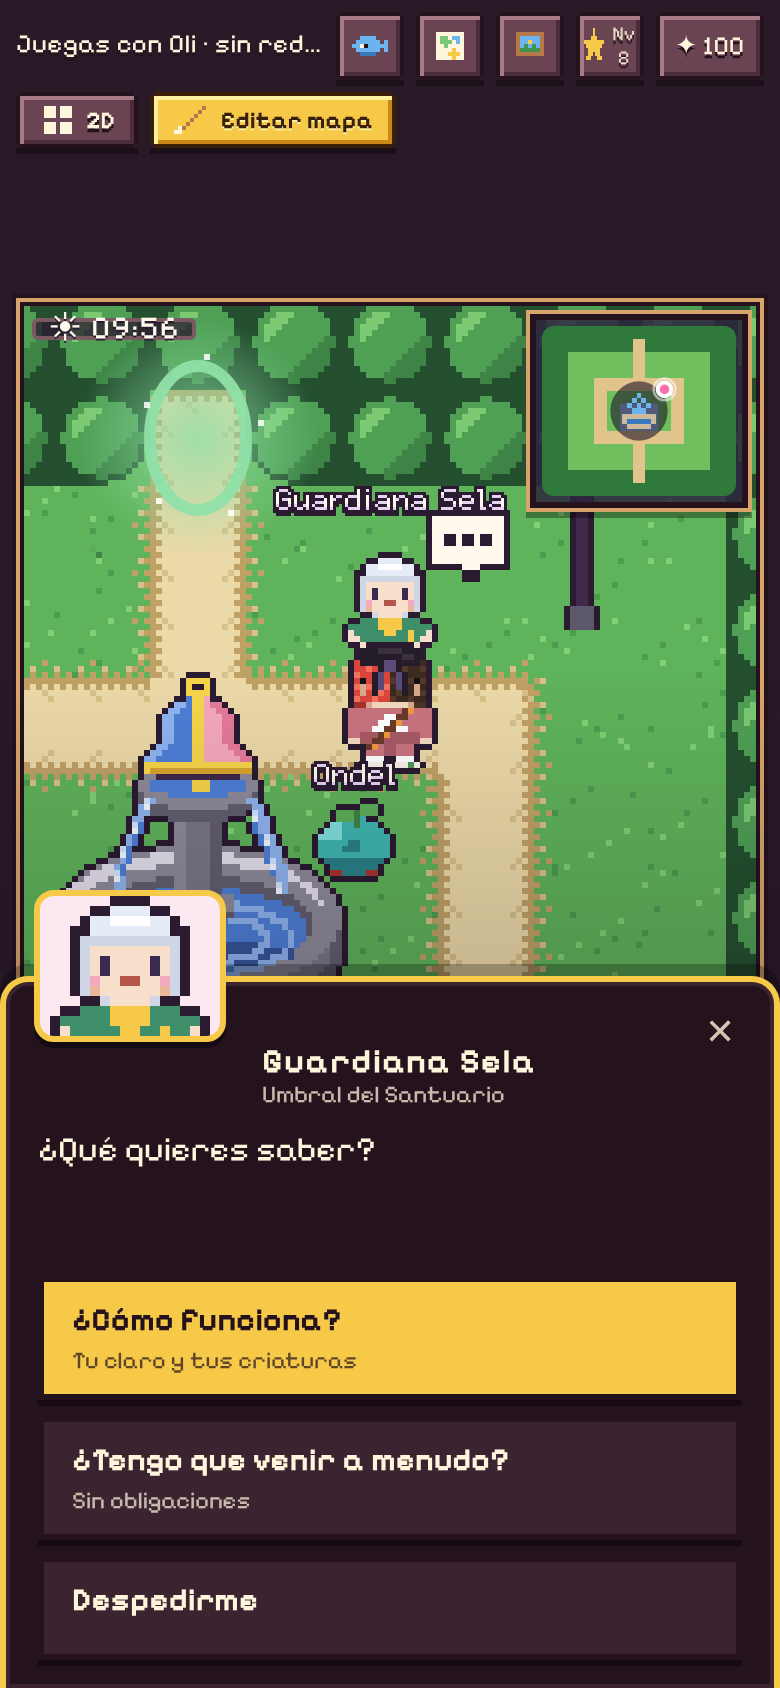 Juegas con Oli · sin red...
Nv
8
✦ 100
2D
Editar mapa
09:56
Guardiana Sela
Ondel
Guardiana Sela
Umbral del Santuario
¿Qué quieres saber?
¿Cómo funciona?
Tu claro y tus criaturas
¿Tengo que venir a menudo?
Sin obligaciones
Despedirme